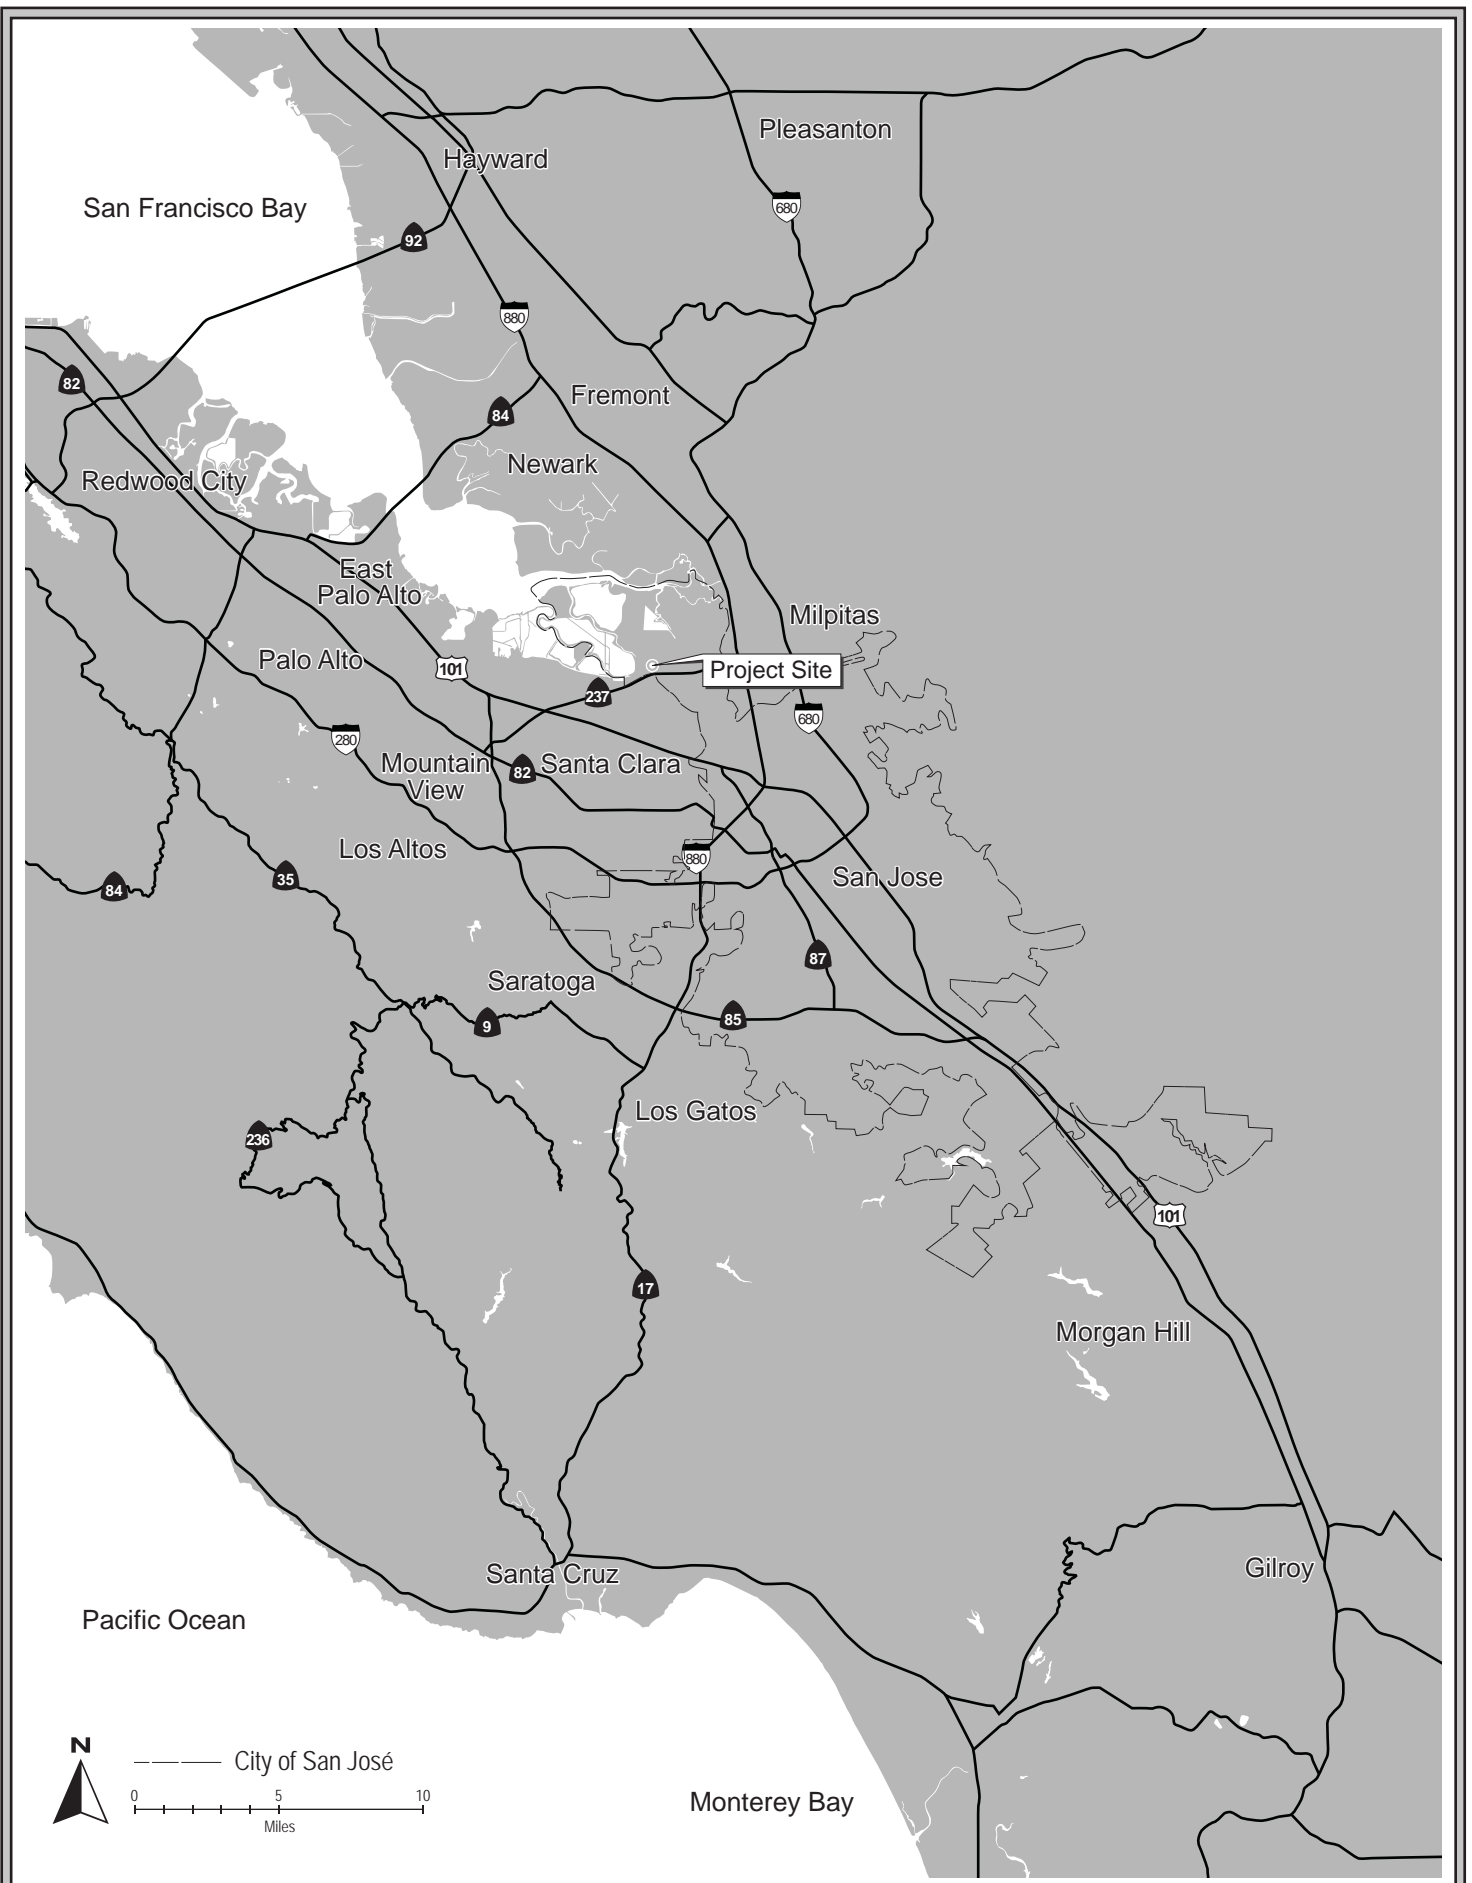 Pleasanton
Hayward
San Francisco Bay
680
92
880
82
84
Fremont
Newark
Redwood City
East
Palo Alto
Milpitas
Palo Alto
101
Project Site
237
680
280
Mountain
View
82
Santa Clara
Los Altos
880
84
35
San Jose
87
Saratoga
9
85
Los Gatos
236
101
17
Morgan Hill
Gilroy
Santa Cruz
Pacific Ocean
N
City of San José
0 5 10
Miles
Monterey Bay